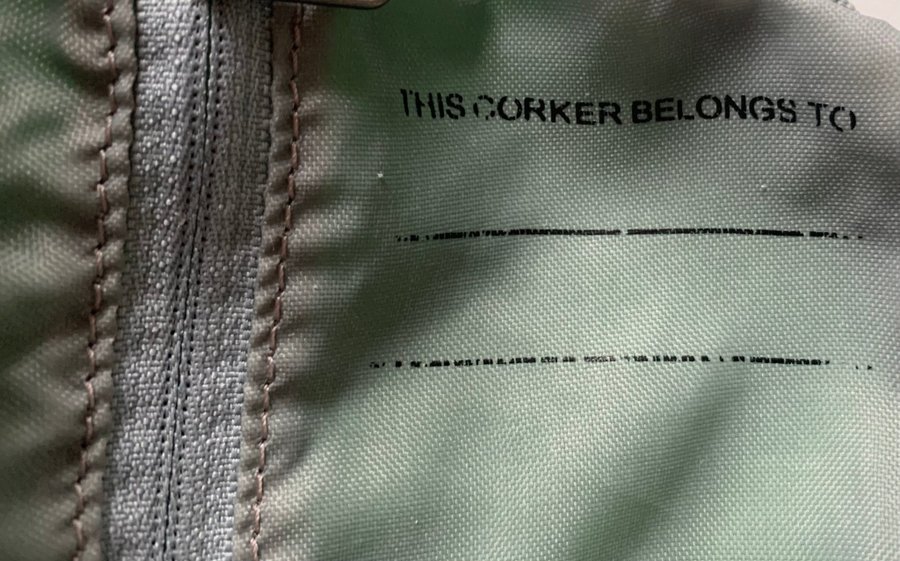 THIS CORKER BELONGS TO